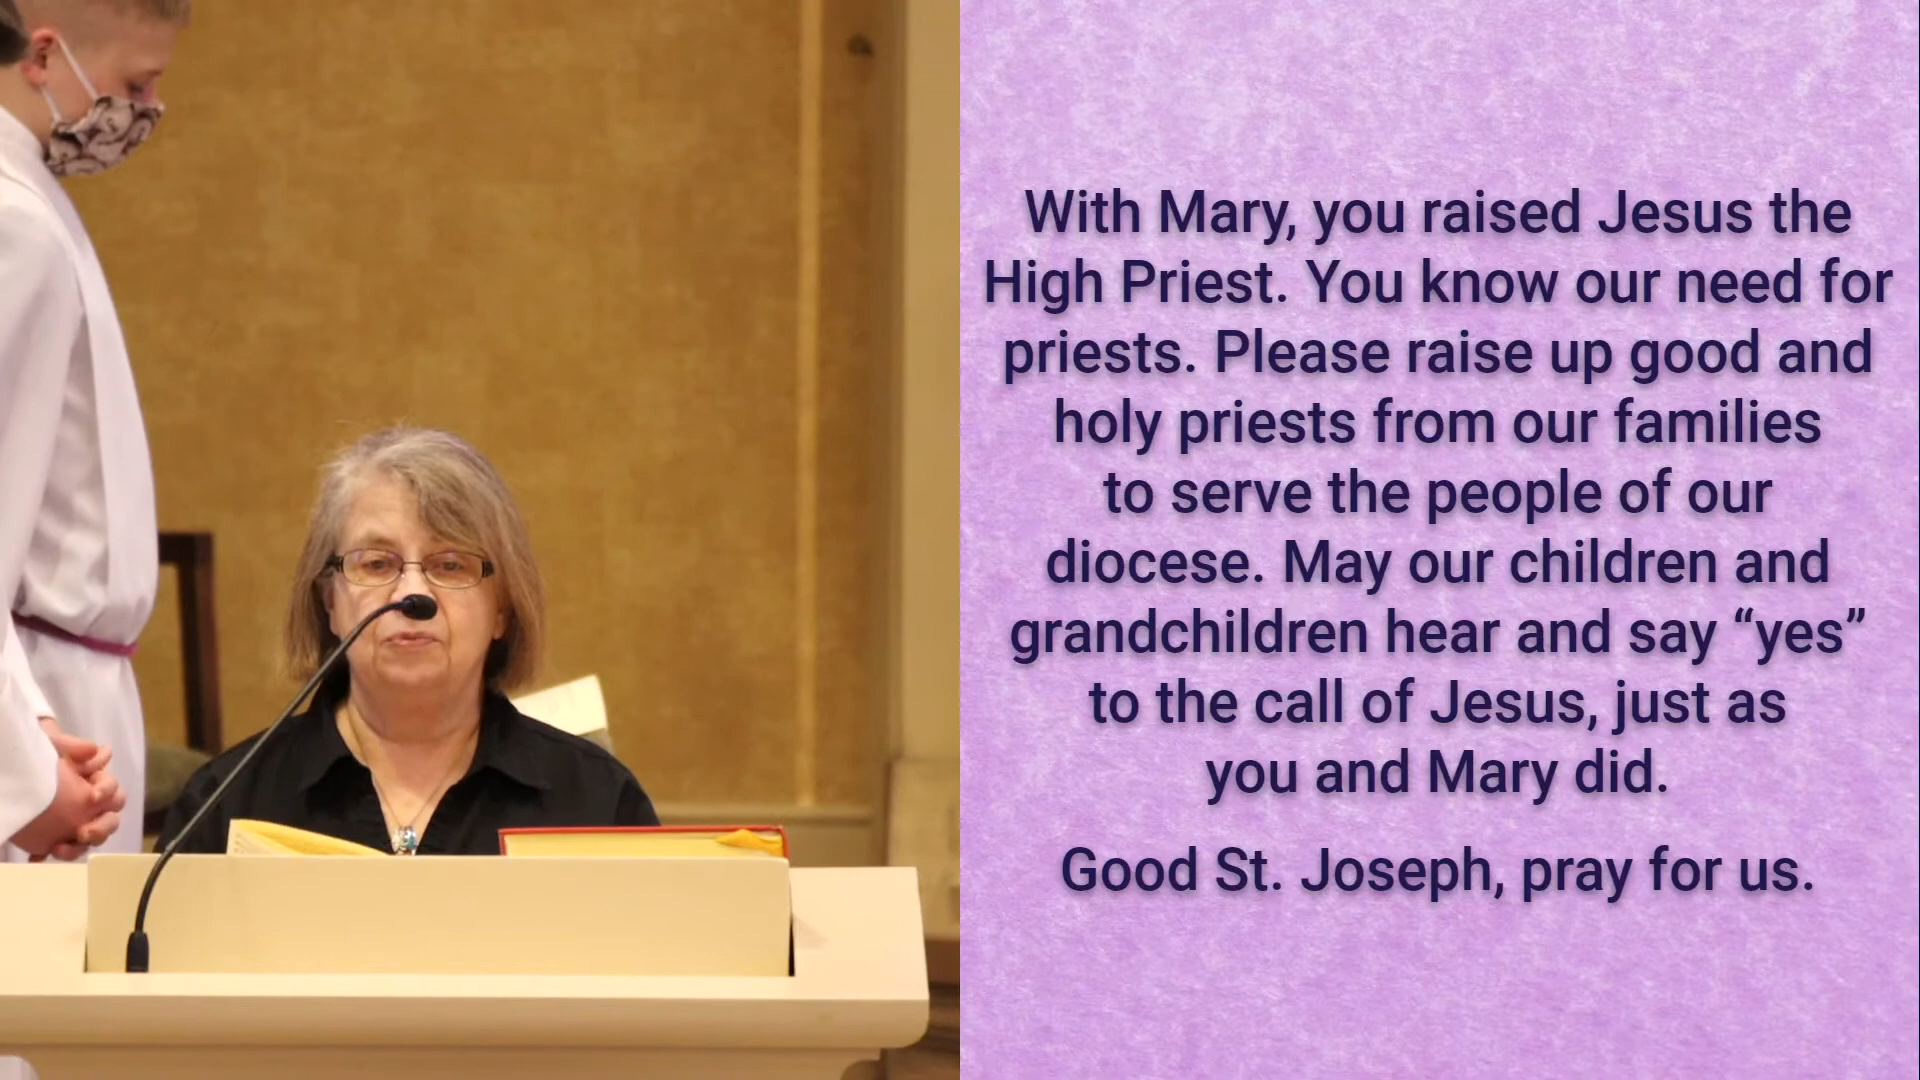 With Mary, you raised Jesus the
High Priest. You know our need for
priests. Please raise up good and
holy priests from our families
to serve the people of our
diocese. May our children and
grandchildren hear and say “yes”
to the call of Jesus, just as
you and Mary did.
Good St. Joseph, pray for us.